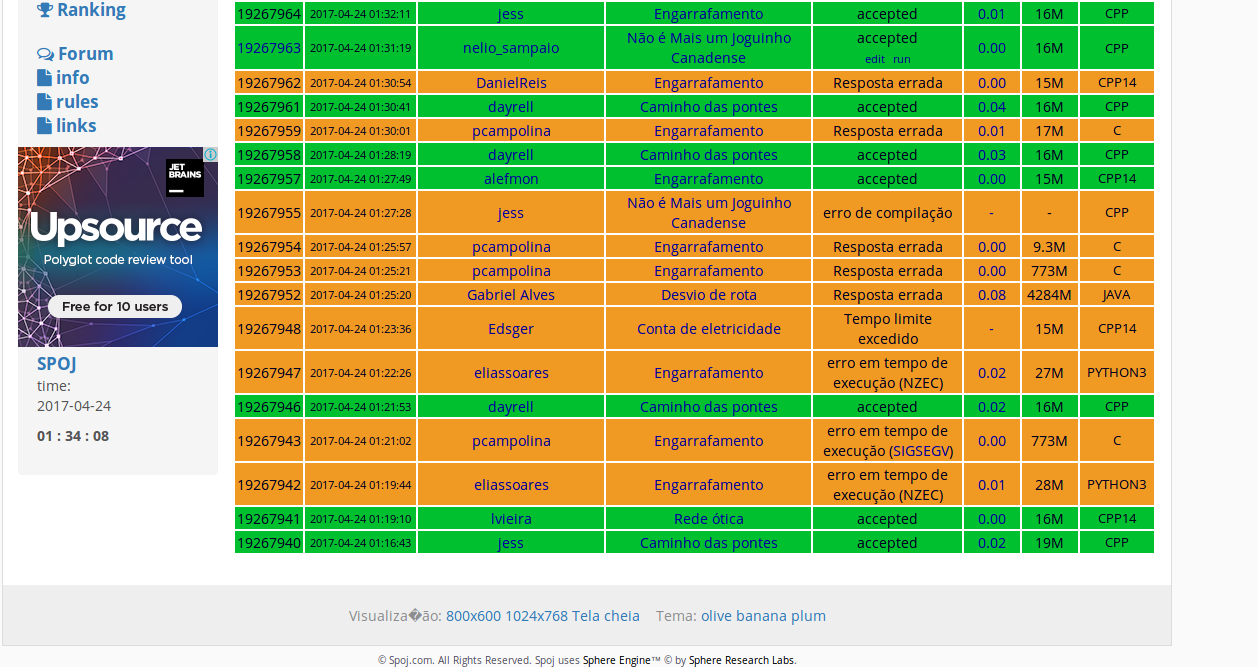 Ranking
Forum
info
rules
links
JET
BRAINS
Upsource
Polyglot code review tool
Free for 10 users
SPOJ
time:
2017-04-24
01 : 34 : 08
19267964 2017-04-24 01:32:11 jess Engarrafamento accepted 0.01 16M CPP
19267963 2017-04-24 01:31:19 nelio_sampaio Não é Mais um Joguinho accepted 0.00 16M CPP
Canadense edit run
19267962 2017-04-24 01:30:54 DanielReis Engarrafamento Resposta errada 0.00 15M CPP14
19267961 2017-04-24 01:30:41 dayrell Caminho das pontes accepted 0.04 16M CPP
19267959 2017-04-24 01:30:01 pcampolina Engarrafamento Resposta errada 0.01 17M C
19267958 2017-04-24 01:28:19 dayrell Caminho das pontes accepted 0.03 16M CPP
19267957 2017-04-24 01:27:49 alefmon Engarrafamento accepted 0.00 15M CPP14
19267955 2017-04-24 01:27:28 jess Não é Mais um Joguinho erro de compilação - - CPP
Canadense
19267954 2017-04-24 01:25:57 pcampolina Engarrafamento Resposta errada 0.00 9.3M C
19267953 2017-04-24 01:25:21 pcampolina Engarrafamento Resposta errada 0.00 773M C
19267952 2017-04-24 01:25:20 Gabriel Alves Desvio de rota Resposta errada 0.08 4284M JAVA
19267948 2017-04-24 01:23:36 Edsger Conta de eletricidade Tempo limite - 15M CPP14
excedido
19267947 2017-04-24 01:22:26 eliassoares Engarrafamento erro em tempo de 0.02 27M PYTHON3
execução (NZEC)
19267946 2017-04-24 01:21:53 dayrell Caminho das pontes accepted 0.02 16M CPP
19267943 2017-04-24 01:21:02 pcampolina Engarrafamento erro em tempo de 0.00 773M C
execução (SIGSEGV)
19267942 2017-04-24 01:19:44 eliassoares Engarrafamento erro em tempo de 0.01 28M PYTHON3
execução (NZEC)
19267941 2017-04-24 01:19:10 lvieira Rede ótica accepted 0.00 16M CPP14
19267940 2017-04-24 01:16:43 jess Caminho das pontes accepted 0.02 19M CPP
Visualiza�ão: 800x600 1024x768 Tela cheia Tema: olive banana plum
© Spoj.com. All Rights Reserved. Spoj uses Sphere Engine™ © by Sphere Research Labs.